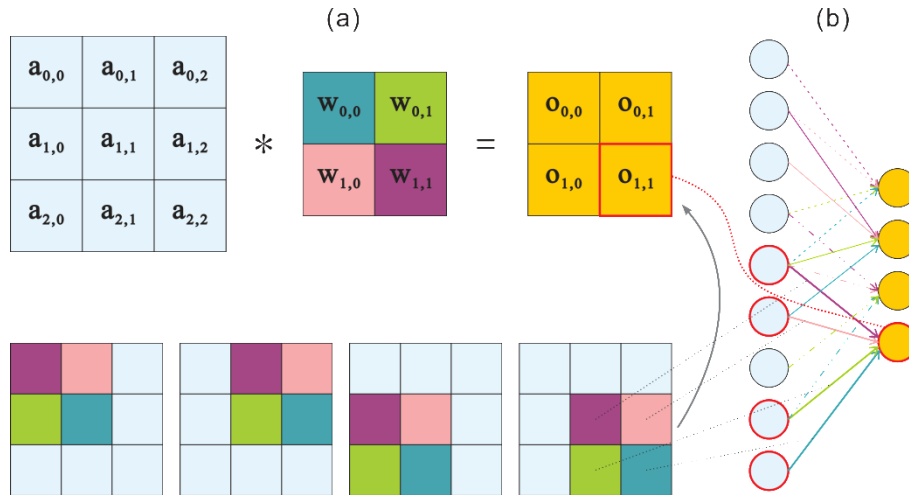 (a) (b)
a0,0 a0,1 a0,2
w0,0 w0,1 o0,0 o0,1
a1,0 a1,1 a1,2 * =
w1,0 w1,1 o1,0 o1,1
a2,0 a2,1 a2,2